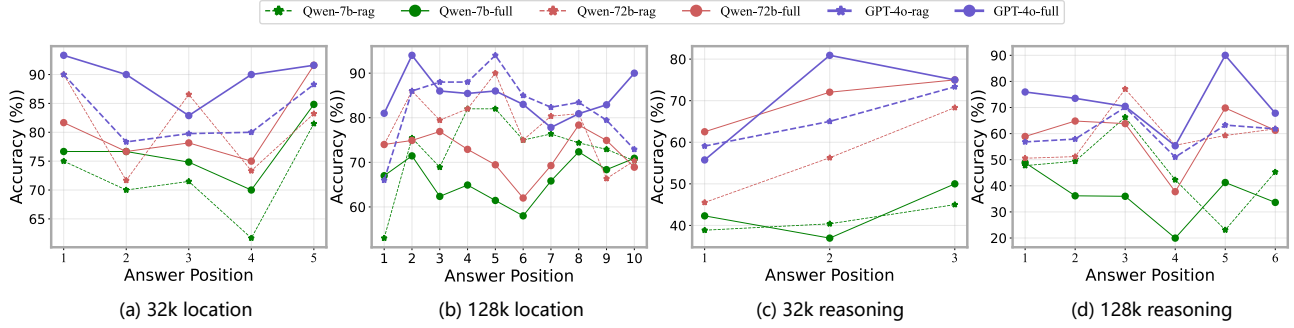 Qwen-7b-rag Qwen-7b-full Qwen-72b-rag Qwen-72b-full GPT-4o-rag GPT-4o-full
Accuracy (%))
90
85
80
75
70
65
1 2 3 4 5
Answer Position
(a) 32k location
Accuracy (%))
90
80
70
60
1 2 3 4 5 6 7 8 9 10
Answer Position
(b) 128k location
Accuracy (%))
80
70
60
50
40
1 2 3
Answer Position
(c) 32k reasoning
Accuracy (%))
90
80
70
60
50
40
30
20
1 2 3 4 5 6
Answer Position
(d) 128k reasoning